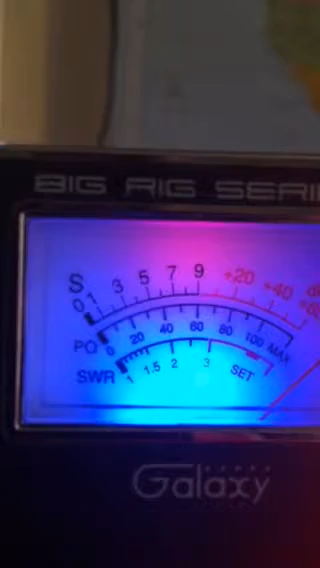 BIG RIG SERI
S 0 1 3 5 7 9 +20 +40 +60
PO 0 20 40 60 80 100 MAX
SWR 1 1.5 2 3 SET
Galaxy